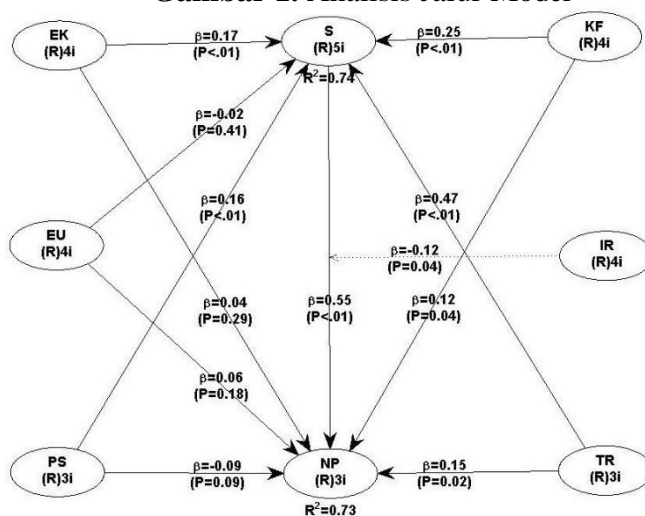 Gambar Analisis Jalur Model
EK
(R)4i
β=0.17
(P<.01)
S
(R)5i
R²=0.74
β=0.25
(P<.01)
KF
(R)4i
β=-0.02
(P=0.41)
β=0.16
(P<.01)
β=0.47
(P<.01)
EU
(R)4i
β=-0.12
(P=0.04)
IR
(R)4i
β=0.04
(P=0.29)
β=0.55
(P<.01)
β=0.12
(P=0.04)
β=0.06
(P=0.18)
PS
(R)3i
β=-0.09
(P=0.09)
NP
(R)3i
R²=0.73
β=0.15
(P=0.02)
TR
(R)3i